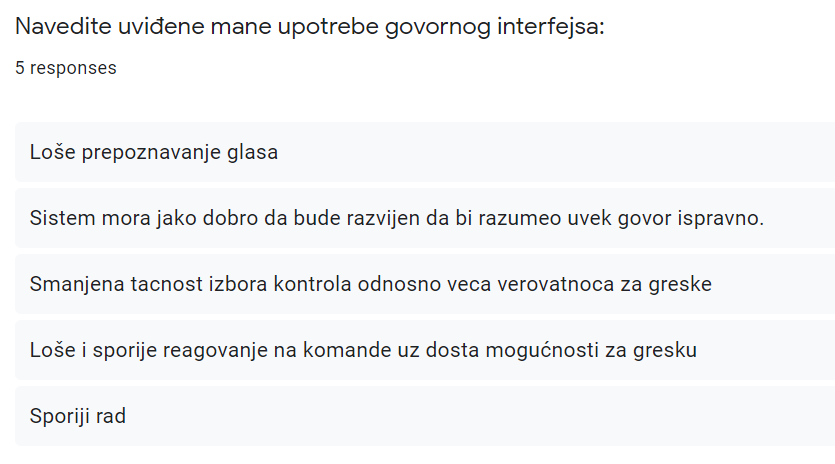 Navedite uviđene mane upotrebe govornog interfejsa:
5 responses
Loše prepoznavanje glasa
Sistem mora jako dobro da bude razvijen da bi razumeo uvek govor ispravno.
Smanjena tacnost izbora kontrola odnosno veca verovatnoca za greske
Loše i sporije reagovanje na komande uz dosta mogućnosti za gresku
Sporiji rad